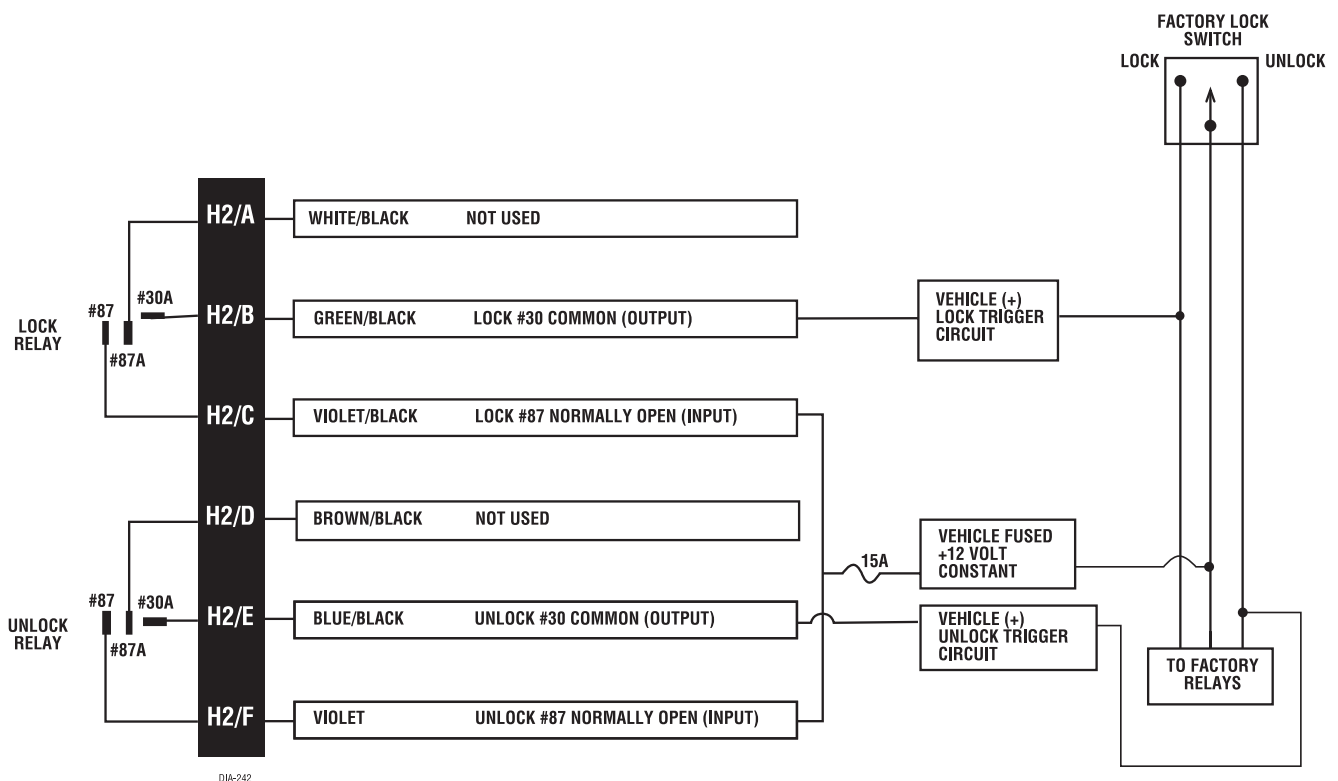 FACTORY LOCK
SWITCH
LOCK
UNLOCK
H2/A
WHITE/BLACK NOT USED
#87
#30A
LOCK
RELAY
#87A
H2/B
GREEN/BLACK LOCK #30 COMMON (OUTPUT)
VEHICLE (+)
LOCK TRIGGER
CIRCUIT
H2/C
VIOLET/BLACK LOCK #87 NORMALLY OPEN (INPUT)
H2/D
BROWN/BLACK NOT USED
15A
VEHICLE FUSED
+12 VOLT
CONSTANT
#87
#30A
UNLOCK
RELAY
#87A
H2/E
BLUE/BLACK UNLOCK #30 COMMON (OUTPUT)
VEHICLE (+)
UNLOCK TRIGGER
CIRCUIT
TO FACTORY
RELAYS
H2/F
VIOLET UNLOCK #87 NORMALLY OPEN (INPUT)
DIA-242